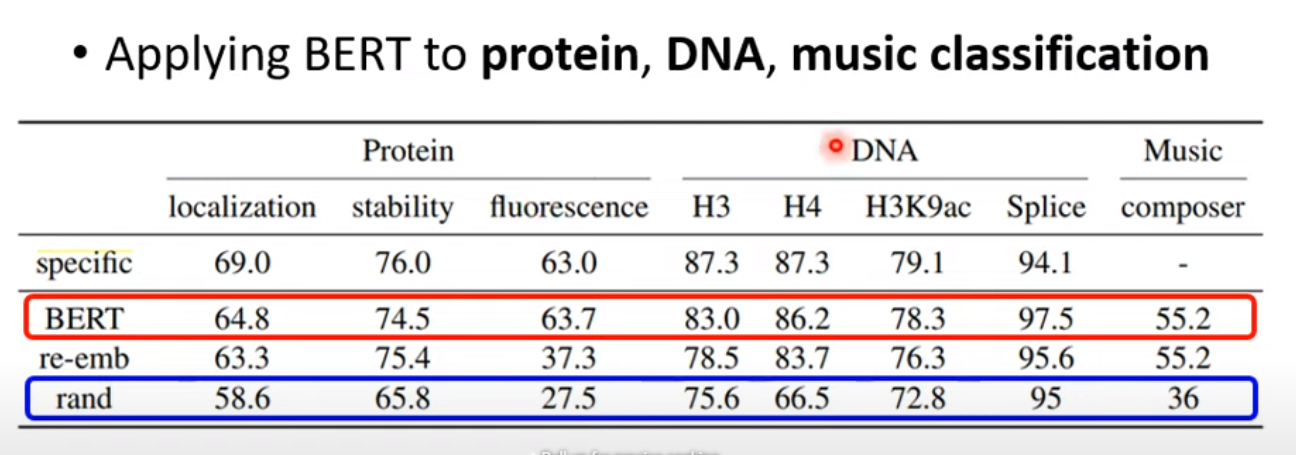 • Applying BERT to protein, DNA, music classification
Protein DNA Music
localization stability fluorescence H3 H4 H3K9ac Splice composer
specific 69.0 76.0 63.0 87.3 87.3 79.1 94.1 -
BERT 64.8 74.5 63.7 83.0 86.2 78.3 97.5 55.2
re-emb 63.3 75.4 37.3 78.5 83.7 76.3 95.6 55.2
rand 58.6 65.8 27.5 75.6 66.5 72.8 95 36